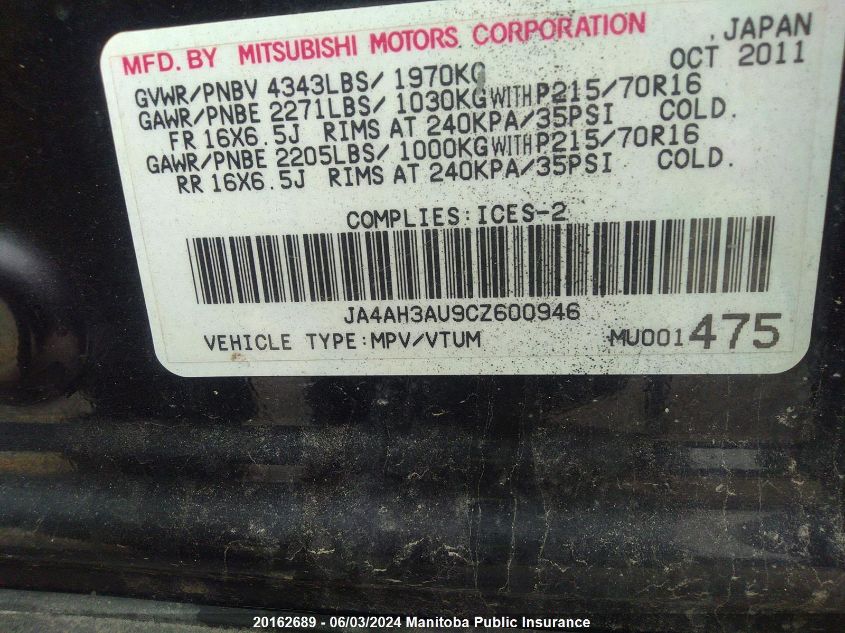 MFD. BY MITSUBISHI MOTORS CORPORATION , JAPAN
OCT 2011
GVWR/PNBV 4343LBS/ 1970KG
GAWR/PNBE 2271LBS/ 1030KG WITH P215/70R16
FR 16X6.5J RIMS AT 240KPA/35PSI COLD.
GAWR/PNBE 2205LBS/ 1000KG WITH P215/70R16
RR 16X6.5J RIMS AT 240KPA/35PSI COLD.
COMPLIES:ICES-2
JA4AH3AU9CZ600946
VEHICLE TYPE:MPV/VTUM MU001475
20162689 - 06/03/2024 Manitoba Public Insurance